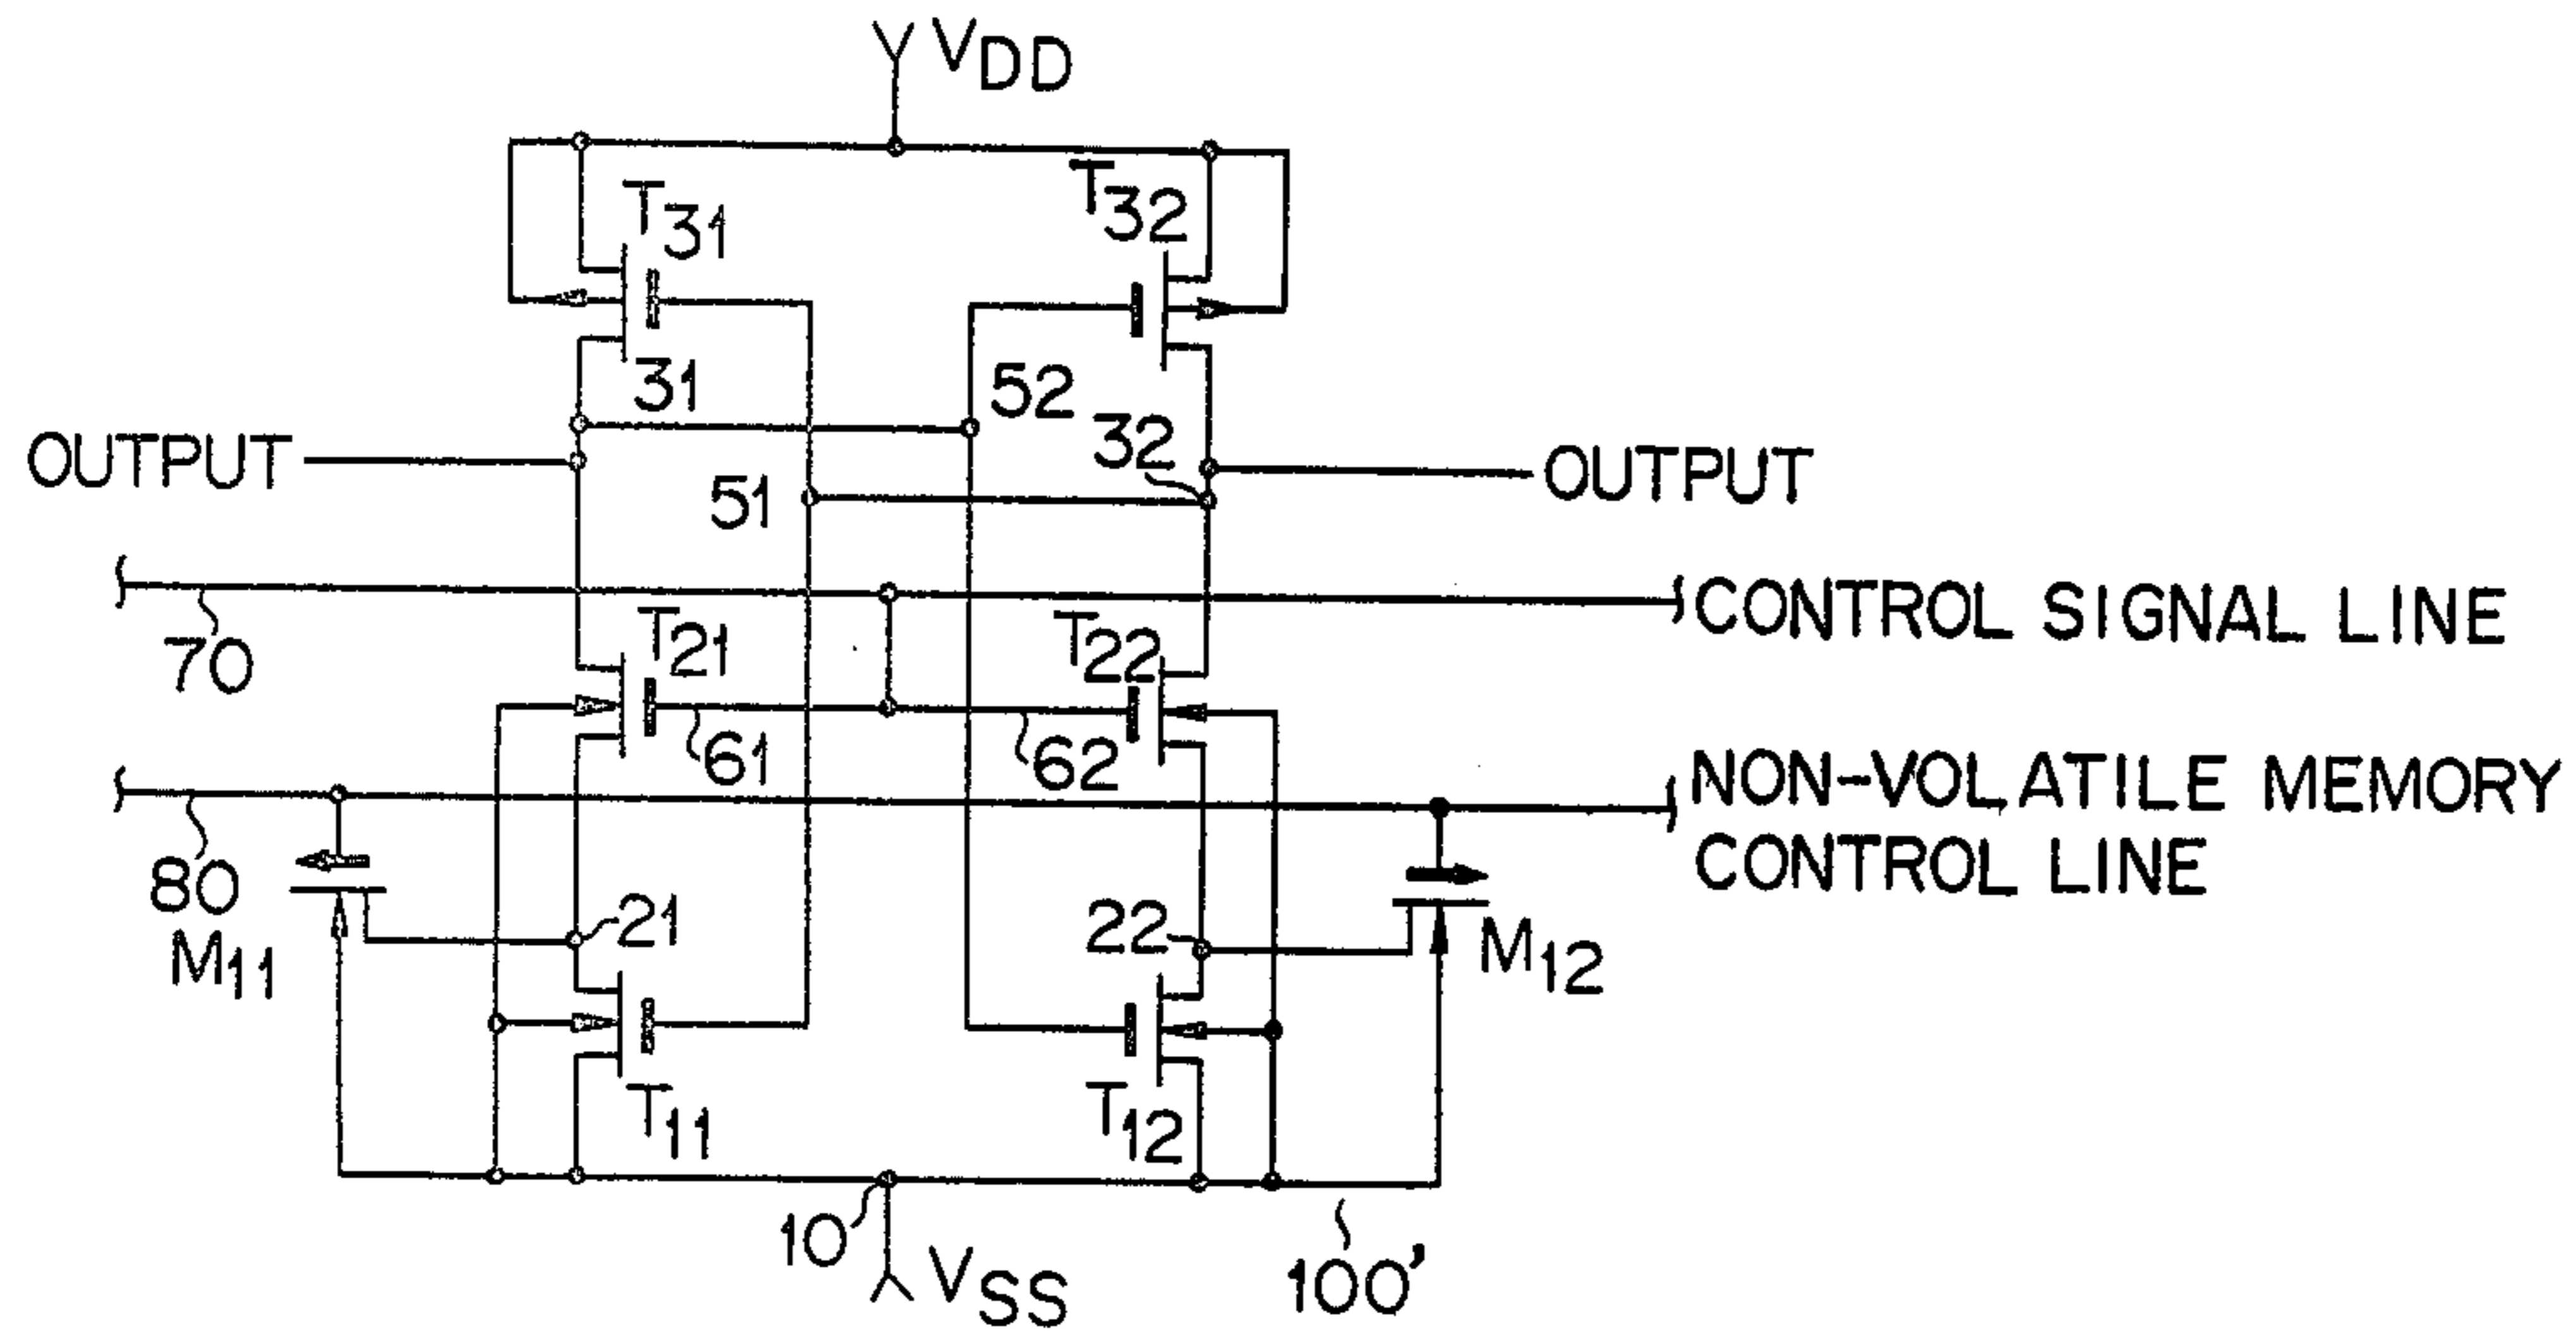 VDD
T31
T32
31
52
32
OUTPUT
OUTPUT
51
CONTROL SIGNAL LINE
70
T21
T22
61
62
NON-VOLATILE MEMORY
CONTROL LINE
80
M11
21
22
M12
T11
T12
10
VSS
100'